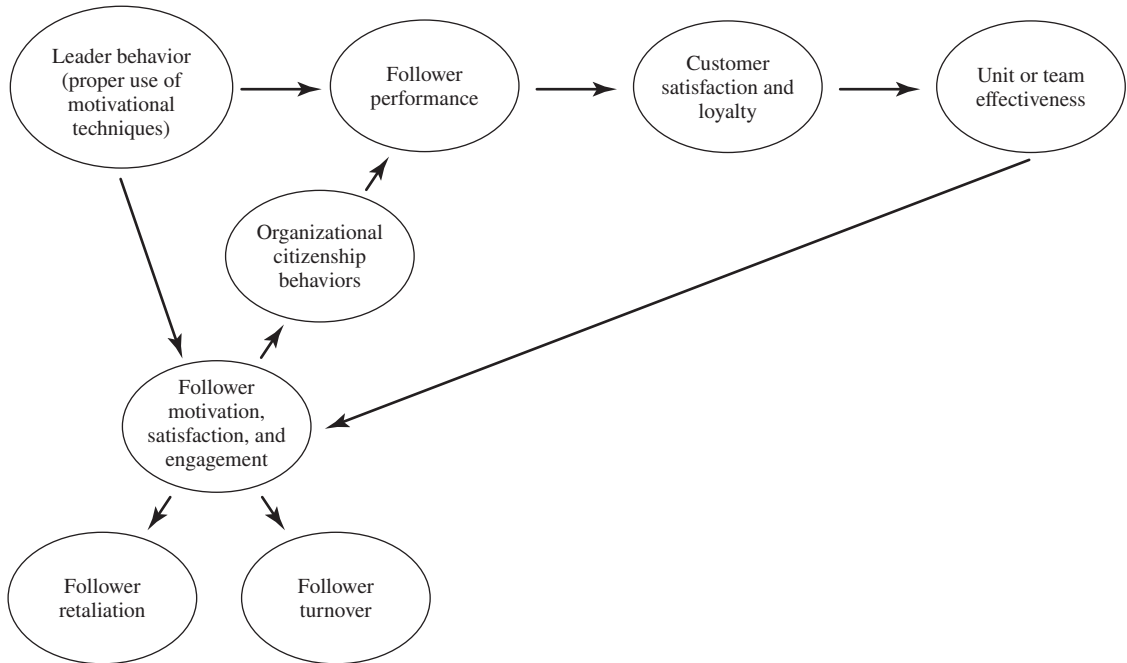 Leader behavior
(proper use of
motivational
techniques)
Follower
performance
Customer
satisfaction and
loyalty
Unit or team
effectiveness
Organizational
citizenship
behaviors
Follower
motivation,
satisfaction, and
engagement
Follower
retaliation
Follower
turnover